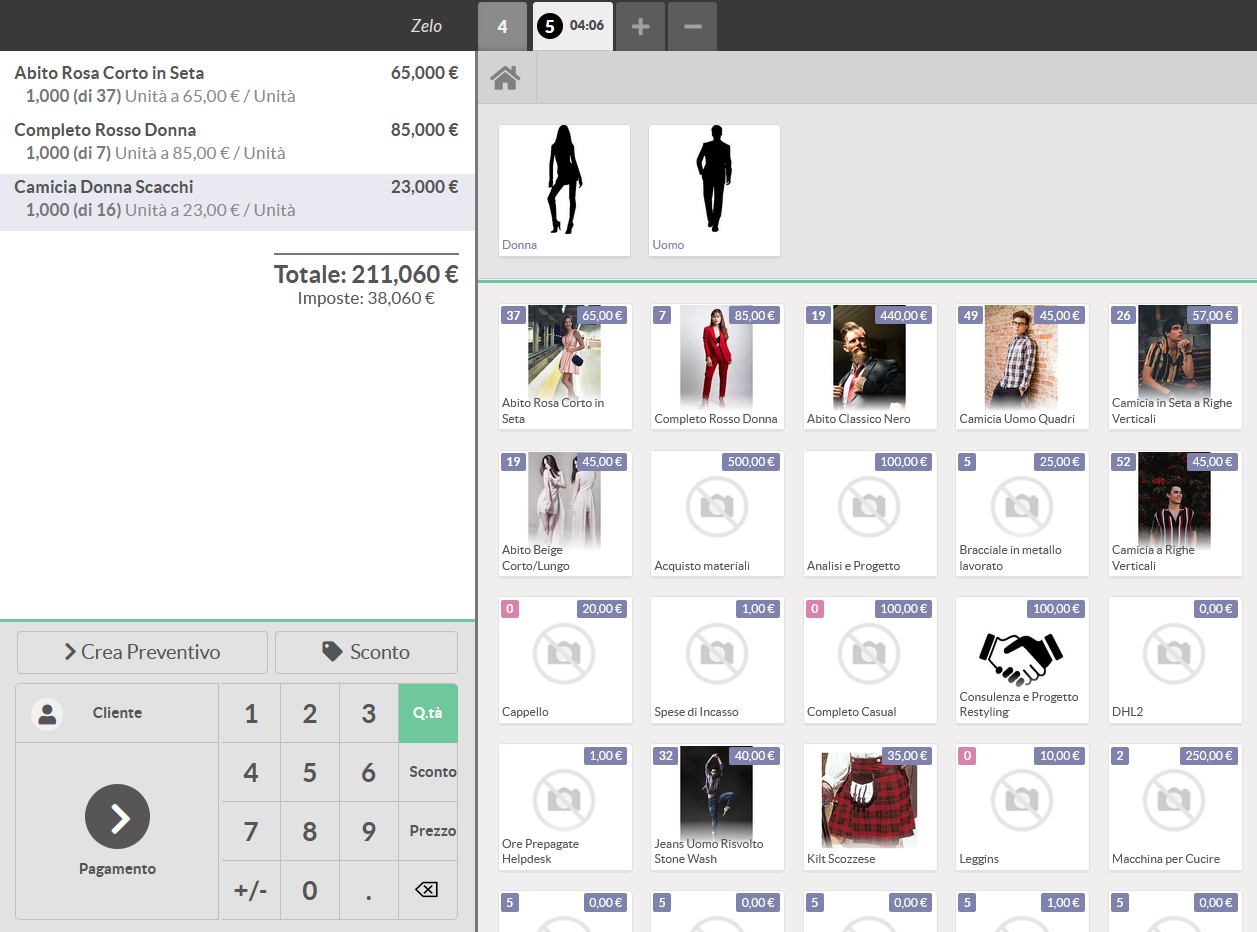 Zelo
4
5 04:06
Abito Rosa Corto in Seta 65,000 €
1,000 (di 37) Unità a 65,00 € / Unità
Completo Rosso Donna 85,000 €
1,000 (di 7) Unità a 85,00 € / Unità
Camicia Donna Scacchi 23,000 €
1,000 (di 16) Unità a 23,00 € / Unità
Totale: 211,060 €
Imposte: 38,060 €
Crea Preventivo
Sconto
Cliente
1 2 3 Q.tà
4 5 6 Sconto
7 8 9 Prezzo
+/- 0 .
Pagamento
Donna
Uomo
37 65,00 €
Abito Rosa Corto in
Seta
7 85,00 €
Completo Rosso Donna
19 440,00 €
Abito Classico Nero
49 45,00 €
Camicia Uomo Quadri
26 57,00 €
Camicia in Seta a Righe
Verticali
19 45,00 €
Abito Beige
Corto/Lungo
500,00 €
Acquisto materiali
100,00 €
Analisi e Progetto
5 25,00 €
Bracciale in metallo
lavorato
52 45,00 €
Camicia a Righe
Verticali
0 20,00 €
Cappello
1,00 €
Spese di Incasso
0 100,00 €
Completo Casual
100,00 €
Consulenza e Progetto
Restyling
0,00 €
DHL2
1,00 €
Ore Prepagate
Helpdesk
32 40,00 €
Jeans Uomo Risvolto
Stone Wash
35,00 €
Kilt Scozzese
0 10,00 €
Leggins
2 250,00 €
Macchina per Cucire
5 0,00 €
5 0,00 €
5 0,00 €
5 1,00 €
5 0,00 €